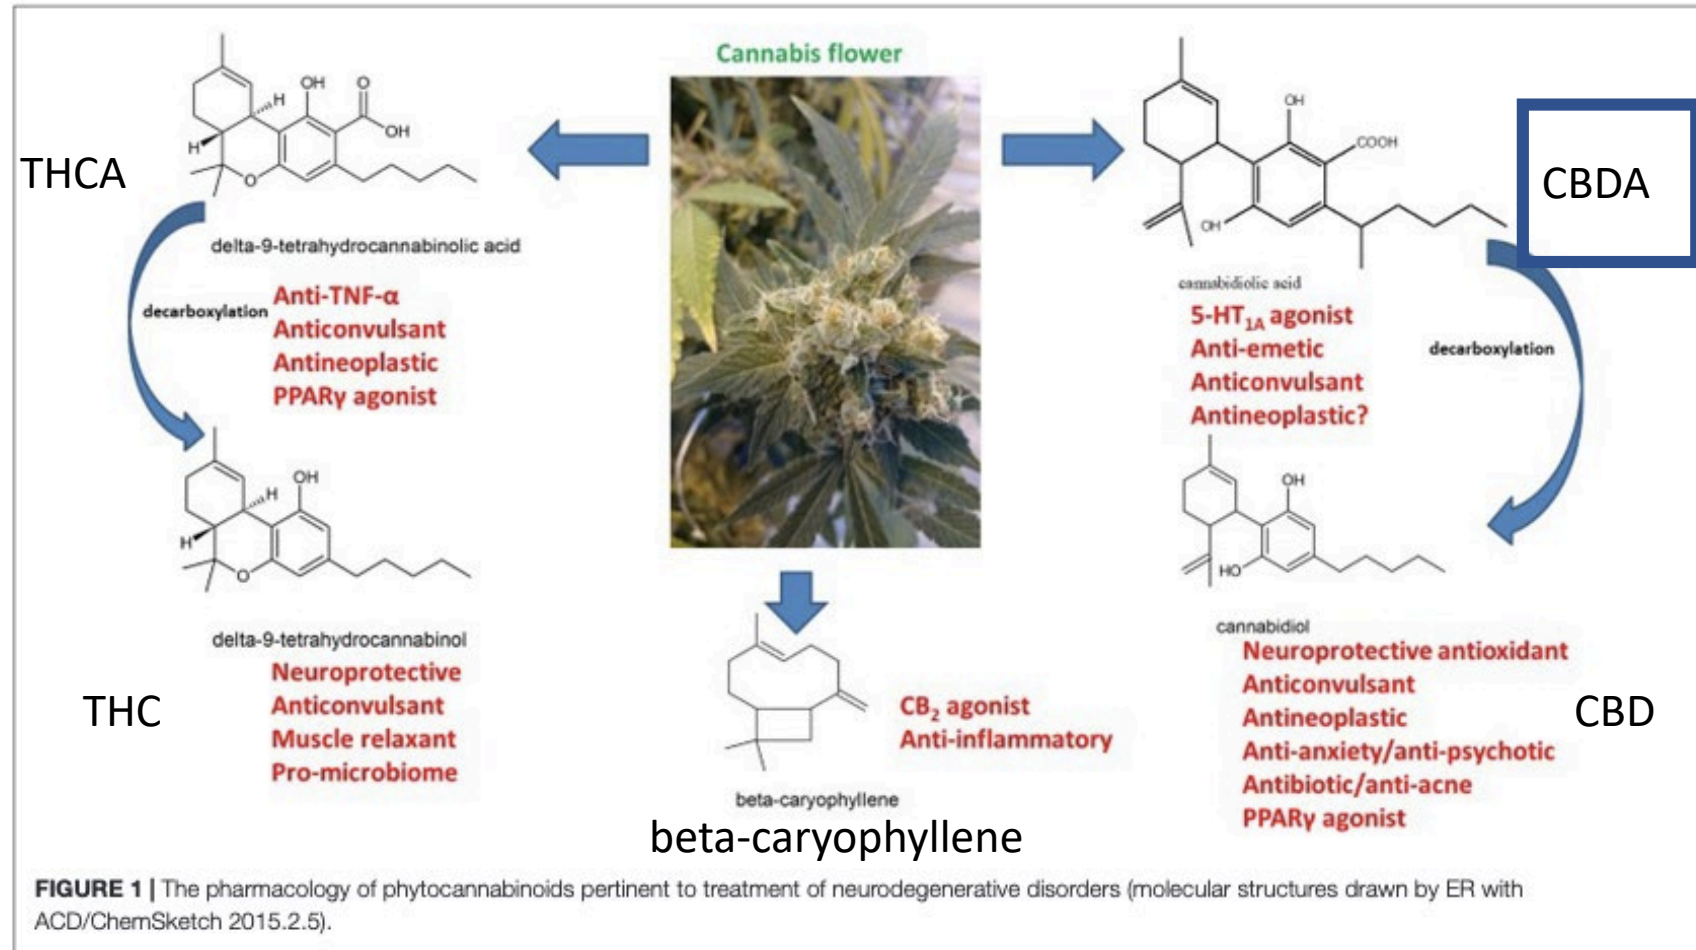 Cannabis flower
OH
O
H
OH
H
O
THCA
delta-9-tetrahydrocannabinolic acid
decarboxylation
Anti-TNF-α
Anticonvulsant
Antineoplastic
PPARγ agonist
OH
H
H
O
delta-9-tetrahydrocannabinol
THC
Neuroprotective
Anticonvulsant
Muscle relaxant
Pro-microbiome
CB2 agonist
Anti-inflammatory
beta-caryophyllene
beta-caryophyllene
OH
COOH
OH
CBDA
cannabidiolic acid
5-HT1A agonist
Anti-emetic
Anticonvulsant
Antineoplastic?
decarboxylation
OH
HO
cannabidiol
Neuroprotective antioxidant
Anticonvulsant
Antineoplastic
Anti-anxiety/anti-psychotic
Antibiotic/anti-acne
PPARγ agonist
CBD
FIGURE 1 | The pharmacology of phytocannabinoids pertinent to treatment of neurodegenerative disorders (molecular structures drawn by ER with
ACD/ChemSketch 2015.2.5).